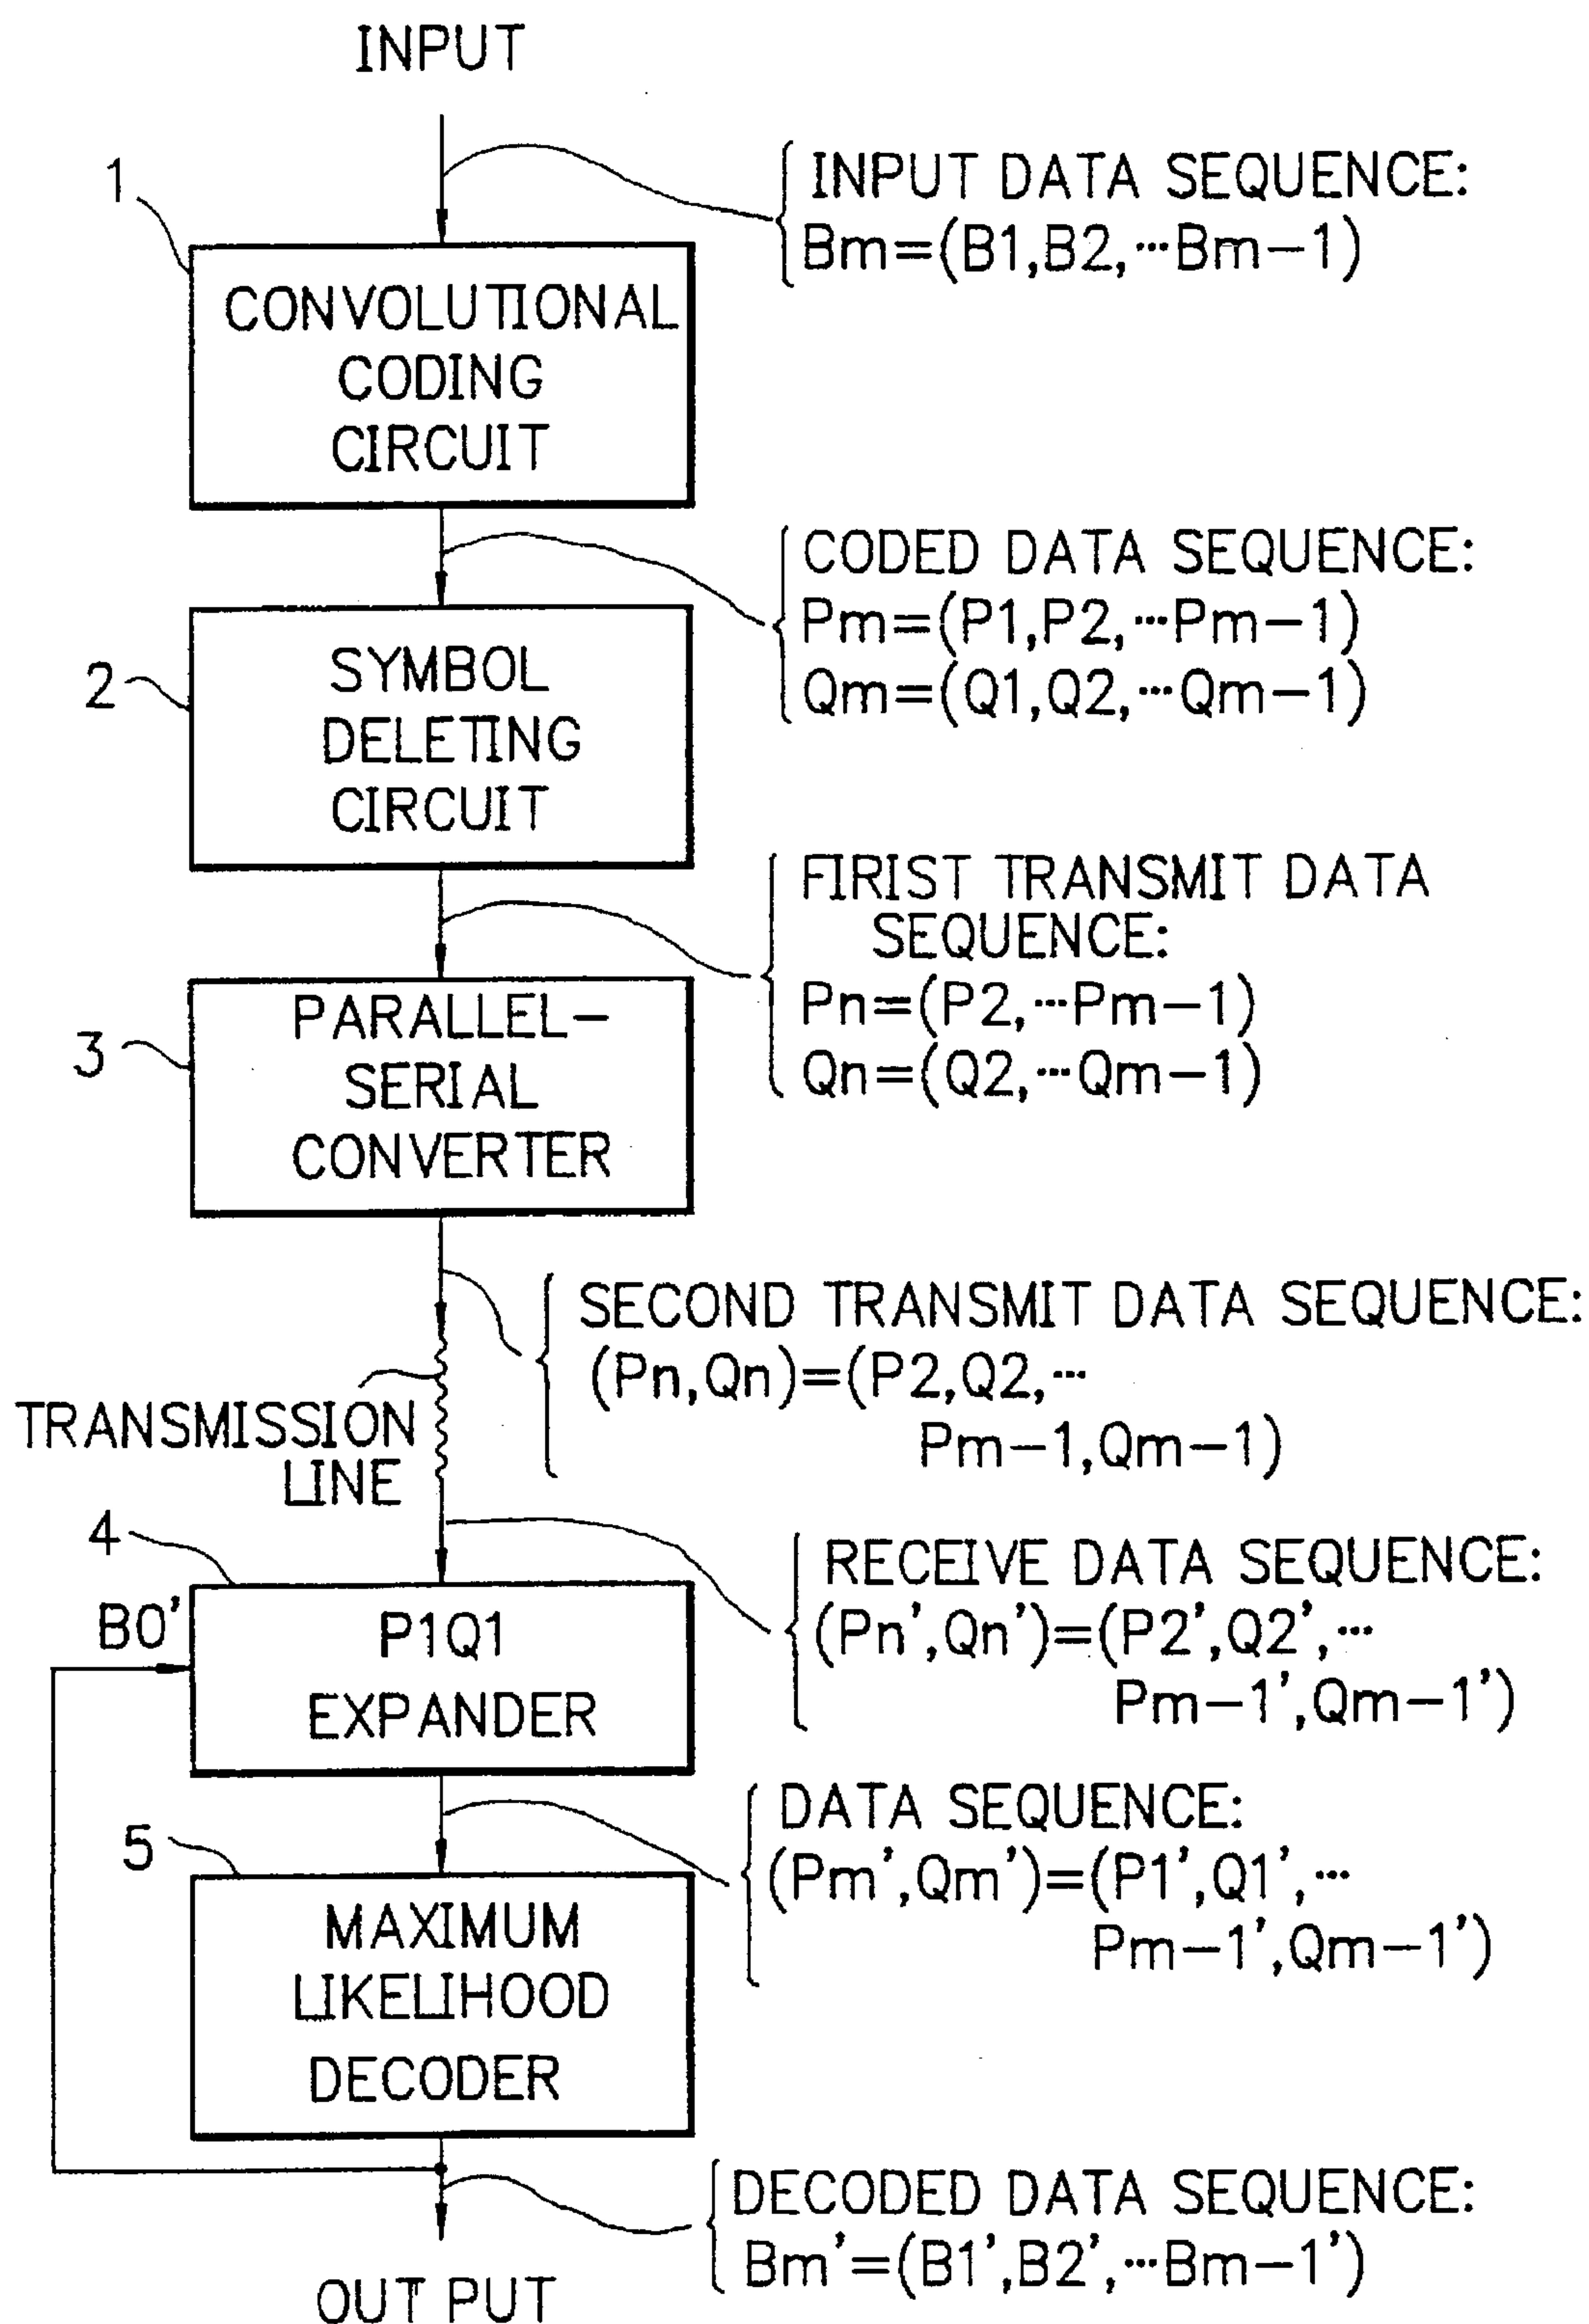 INPUT
1
INPUT DATA SEQUENCE:
Bm=(B1,B2,···Bm-1)
CONVOLUTIONAL
CODING
CIRCUIT
CODED DATA SEQUENCE:
Pm=(P1,P2,···Pm-1)
Qm=(Q1,Q2,···Qm-1)
2
SYMBOL
DELETING
CIRCUIT
FIRIST TRANSMIT DATA
SEQUENCE:
Pn=(P2,···Pm-1)
Qn=(Q2,···Qm-1)
3
PARALLEL-
SERIAL
CONVERTER
SECOND TRANSMIT DATA SEQUENCE:
(Pn,Qn)=(P2,Q2,···
Pm-1,Qm-1)
TRANSMISSION
LINE
4
RECEIVE DATA SEQUENCE:
(Pn',Qn')=(P2',Q2',···
Pm-1',Qm-1')
B0'
P1Q1
EXPANDER
DATA SEQUENCE:
(Pm',Qm')=(P1',Q1',···
Pm-1',Qm-1')
5
MAXIMUM
LIKELIHOOD
DECODER
DECODED DATA SEQUENCE:
Bm'=(B1',B2',···Bm-1')
OUT PUT